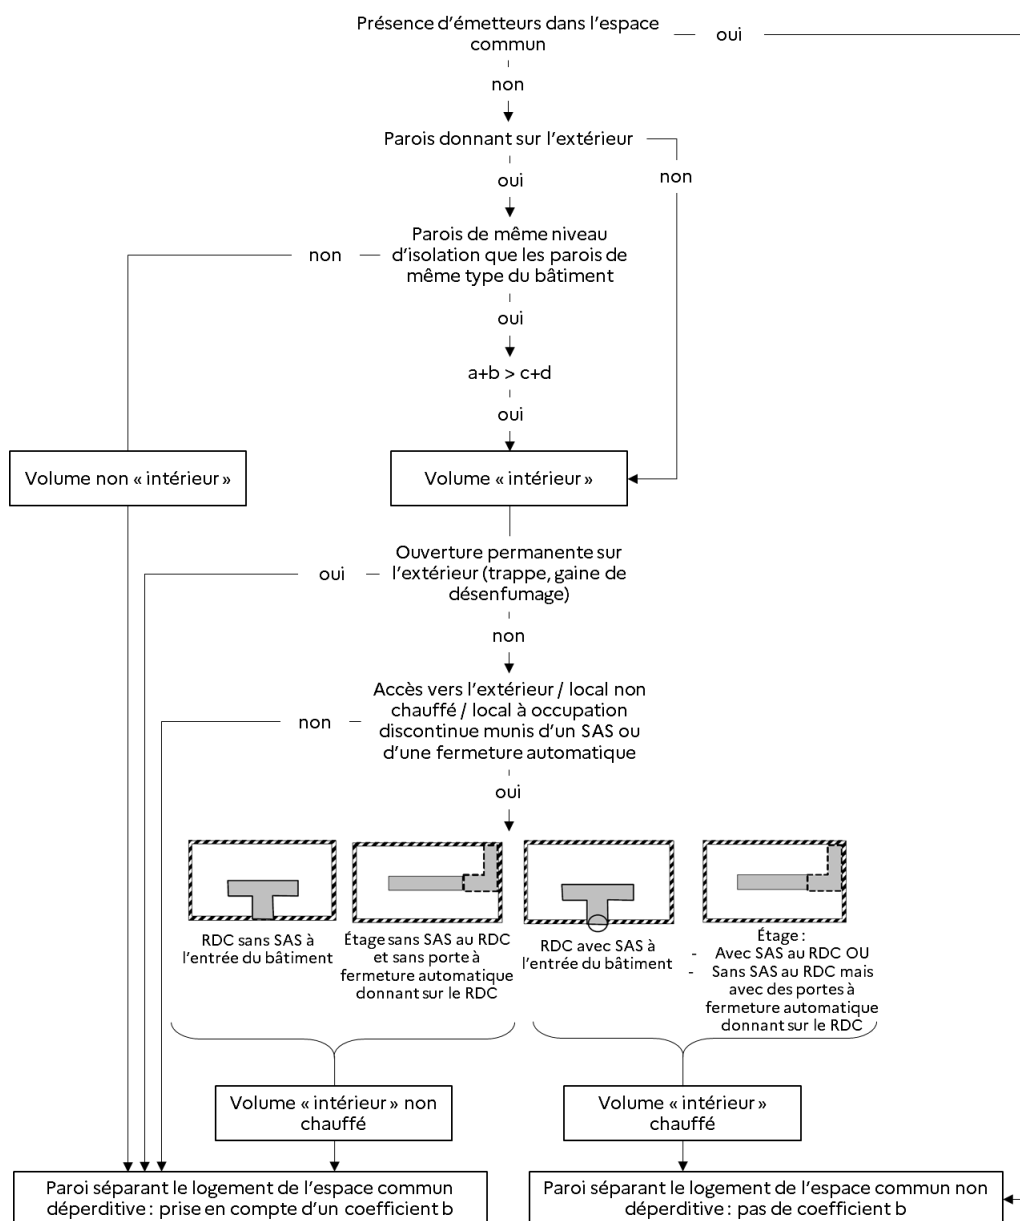 Présence d'émetteurs dans l'espace
commun
oui
non
Parois donnant sur l'extérieur
non
oui
Parois de même niveau
d'isolation que les parois de
même type du bâtiment
non
oui
a+b > c+d
oui
Volume non « intérieur »
Volume « intérieur »
Ouverture permanente sur
l'extérieur (trappe, gaine de
désenfumage)
oui
non
Accès vers l'extérieur / local non
chauffé / local à occupation
discontinue munis d'un SAS ou
d'une fermeture automatique
non
oui
RDC sans SAS à
l'entrée du bâtiment
Étage sans SAS au RDC
et sans porte à
fermeture automatique
donnant sur le RDC
RDC avec SAS à
l'entrée du bâtiment
Étage :
- Avec SAS au RDC OU
- Sans SAS au RDC mais
avec des portes à
fermeture automatique
donnant sur le RDC
Volume « intérieur » non
chauffé
Volume « intérieur »
chauffé
Paroi séparant le logement de l'espace commun
déperditive : prise en compte d'un coefficient b
Paroi séparant le logement de l'espace commun non
déperditive : pas de coefficient b